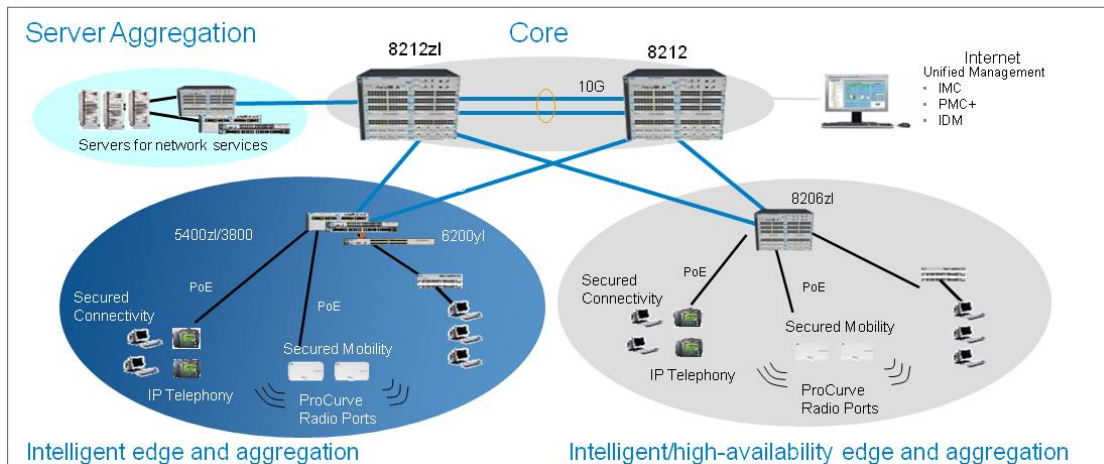 Server Aggregation
Core
8212zl
8212
10G
Internet
Unified Management
▪ IMC
▪ PMC+
▪ IDM
Servers for network services
5400zl/3800
6200yl
PoE
PoE
Secured
Connectivity
Secured Mobility
IP Telephony
ProCurve
Radio Ports
Intelligent edge and aggregation
8206zl
PoE
PoE
Secured
Connectivity
Secured Mobility
IP Telephony
ProCurve
Radio Ports
Intelligent/high-availability edge and aggregation